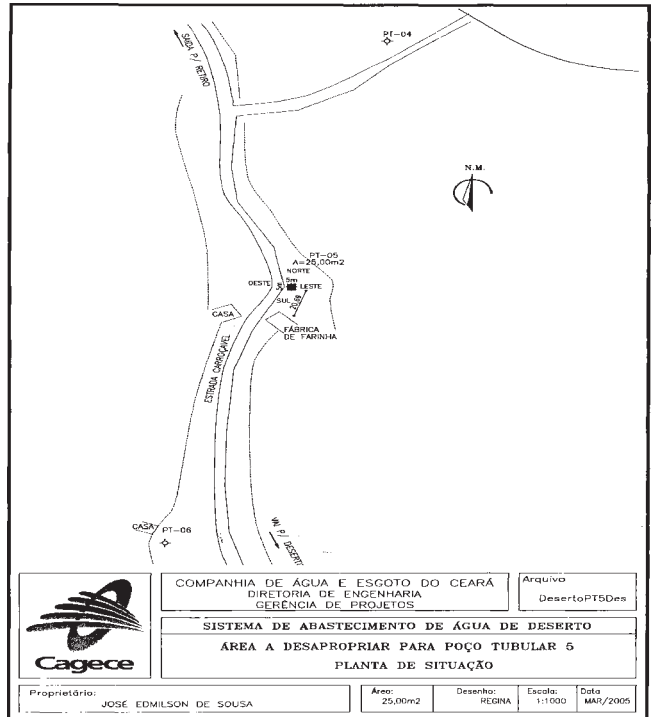 SAIDA P/ RETIRO
PT-04
N.M.
PT-05
A=25,00m2
NORTE
5m
OESTE
5m
LESTE
SUL
20,69
CASA
FÁBRICA
DE FARINHA
ESTRADA CARROÇAVEL
CASA
PT-06
VAI P/ DESERTO
COMPANHIA DE ÁGUA E ESGOTO DO CEARÁ
DIRETORIA DE ENGENHARIA
GERÊNCIA DE PROJETOS
Arquivo
DesertoPT5Des
SISTEMA DE ABASTECIMENTO DE ÁGUA DE DESERTO
ÁREA A DESAPROPRIAR PARA POÇO TUBULAR 5
PLANTA DE SITUAÇÃO
Cagece
Proprietário:
JOSÉ EDMILSON DE SOUSA
Área:
25,00m2
Desenho:
REGINA
Escala:
1:1000
Data
MAR/2005